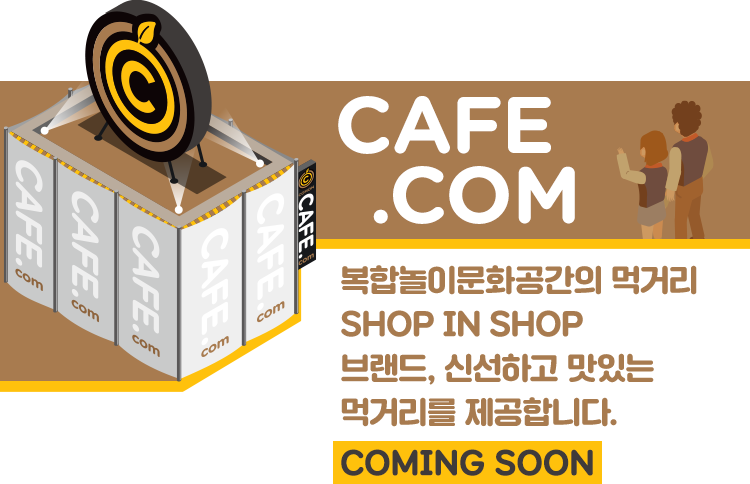 C
CAFE.
com
CAFE.
com
CAFE.
com
CAFE.
com
CAFE.
com
C
CAFE.
com
CAFE
.COM
복합놀이문화공간의 먹거리
SHOP IN SHOP
브랜드, 신선하고 맛있는
먹거리를 제공합니다.
COMING SOON